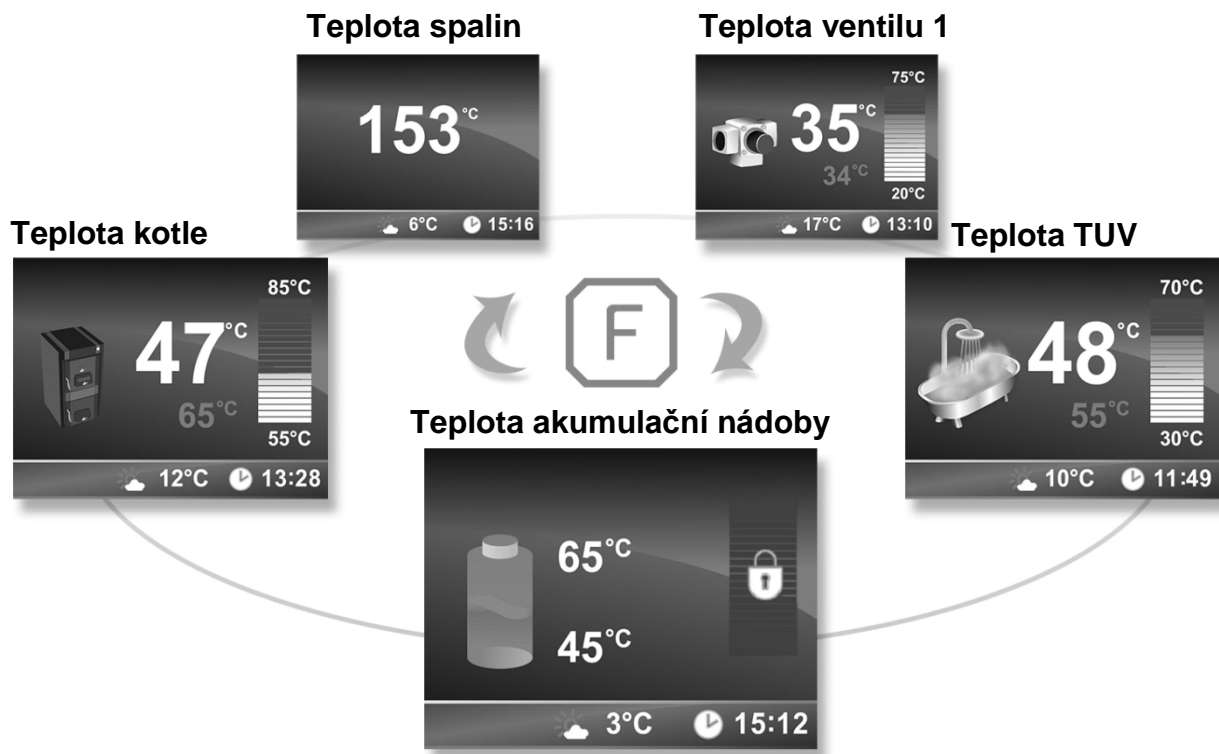 Teplota spalin
153°C
6°C 15:16
Teplota ventilu 1
75°C
35°C
34°C
20°C
17°C 13:10
Teplota kotle
85°C
47°C
65°C
55°C
12°C 13:28
F
Teplota TUV
70°C
48°C
55°C
30°C
10°C 11:49
Teplota akumulační nádoby
65°C
45°C
3°C 15:12